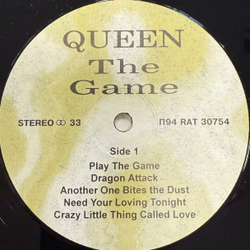 QUEEN
The
Game
STEREO ꝏ 33
П94 RAT 30754
Side 1
Play The Game
Dragon Attack
Another One Bites the Dust
Need Your Loving Tonight
Crazy Little Thing Called Love